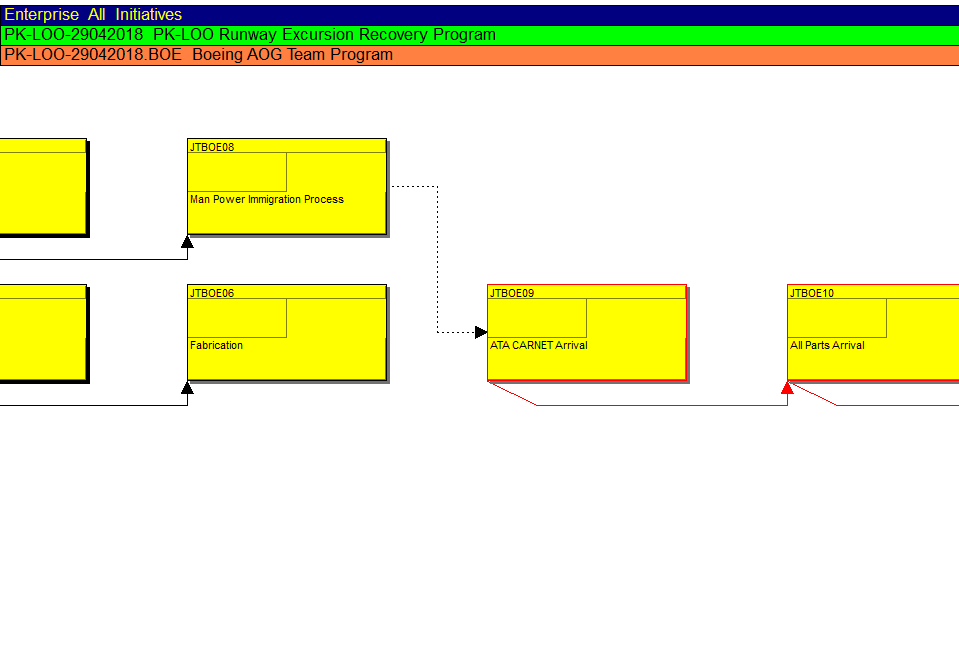 Enterprise All Initiatives
PK-LOO-29042018 PK-LOO Runway Excursion Recovery Program
PK-LOO-29042018.BOE Boeing AOG Team Program
JTBOE08
Man Power Immigration Process
JTBOE06
Fabrication
JTBOE09
ATA CARNET Arrival
JTBOE10
All Parts Arrival